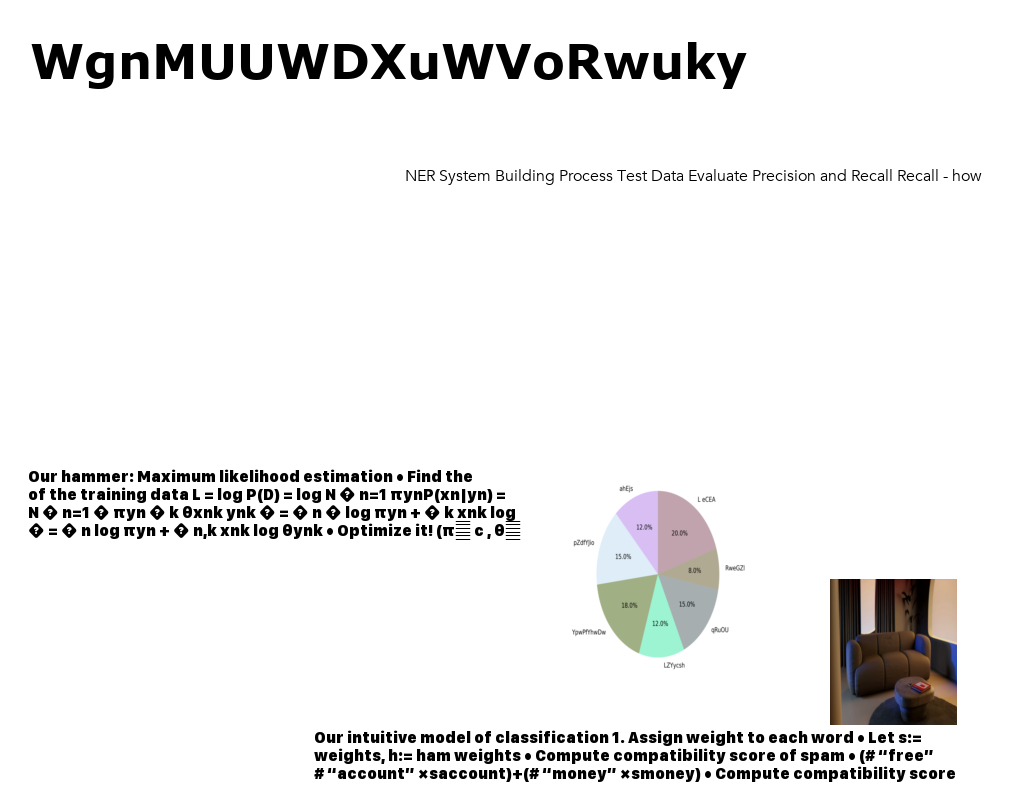 WgnMUUWDXuWVoRwuky
NER System Building Process Test Data Evaluate Precision and Recall Recall - how
Our hammer: Maximum likelihood estimation • Find the
of the training data L = log P(D) = log N � n=1 πynP(xn|yn) =
N � n=1 � πyn � k θxnk ynk � = � n � log πyn + � k xnk log
� = � n log πyn + � n,k xnk log θynk • Optimize it! (π▒ c , θ▒
ahEjs
L eCEA
12.0%
20.0%
pZdfYJio
15.0%
8.0%
RweGZl
18.0%
15.0%
12.0%
YpwPfYhwDw
qRuOU
LZYycsh
Our intuitive model of classification 1. Assign weight to each word • Let s:=
weights, h:= ham weights • Compute compatibility score of spam • (# “free”
# “account” ×saccount)+(# “money” ×smoney) • Compute compatibility score